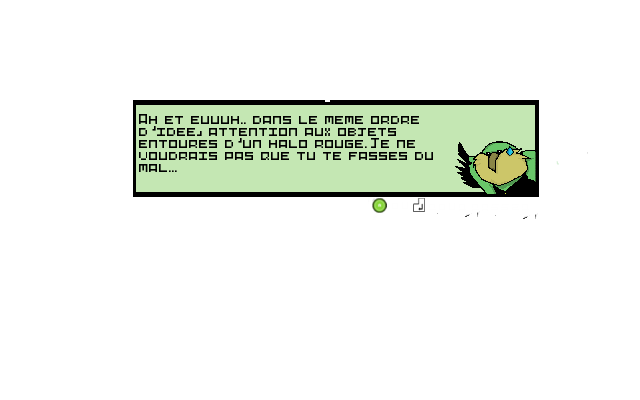 Ah et euuuh.. dans le meme ordre
d'idee, attention aux objets
entoures d'un halo rouge.Je ne
voudrais pas que tu te fasses du
mal...